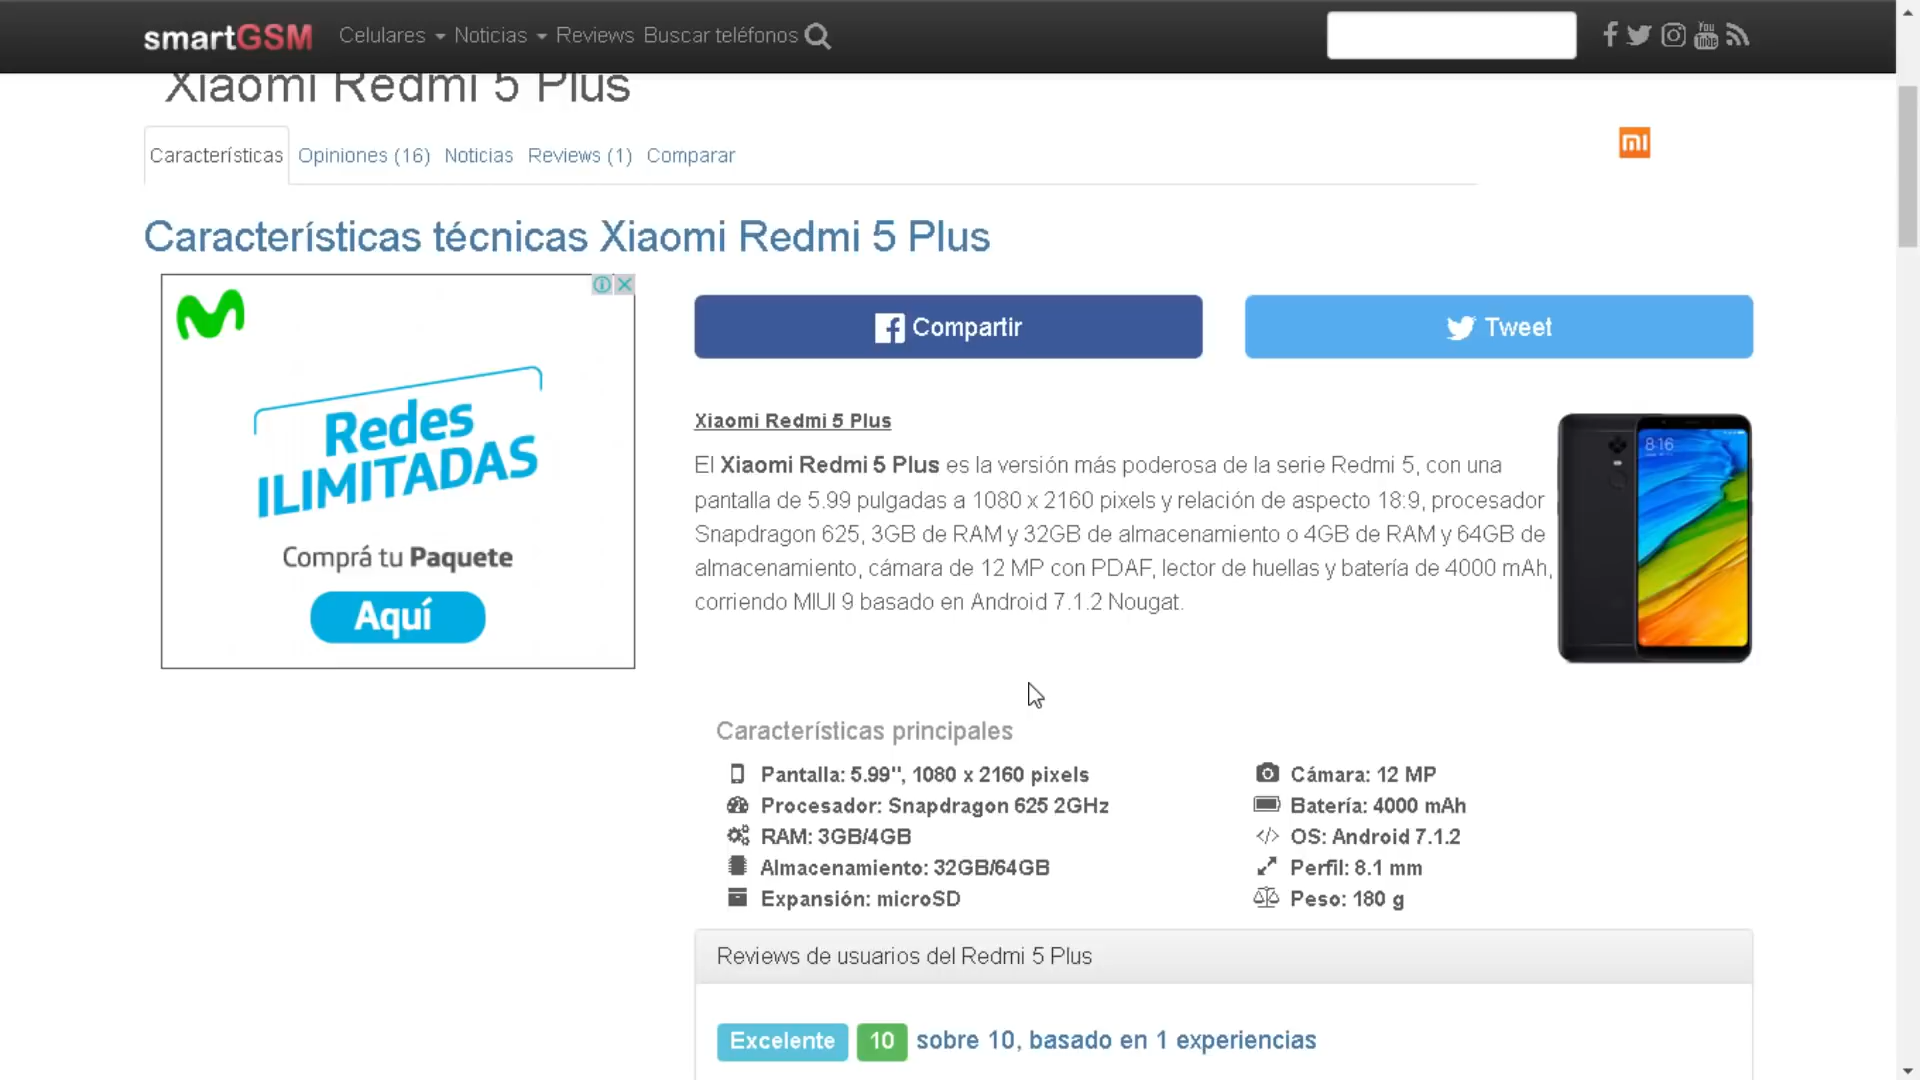 smartGSM Celulares Noticias Reviews Buscar teléfonos
Xiaomi Redmi 5 Plus
Características Opiniones (16) Noticias Reviews (1) Comparar
mi
Características técnicas Xiaomi Redmi 5 Plus
Redes
ILIMITADAS
Comprá tu Paquete
Aquí
Compartir
Tweet
Xiaomi Redmi 5 Plus
El Xiaomi Redmi 5 Plus es la versión más poderosa de la serie Redmi 5, con una
pantalla de 5.99 pulgadas a 1080 x 2160 pixels y relación de aspecto 18:9, procesador
Snapdragon 625, 3GB de RAM y 32GB de almacenamiento o 4GB de RAM y 64GB de
almacenamiento, cámara de 12 MP con PDAF, lector de huellas y batería de 4000 mAh,
corriendo MIUI 9 basado en Android 7.1.2 Nougat.
8:16
Características principales
Pantalla: 5.99", 1080 x 2160 pixels
Procesador: Snapdragon 625 2GHz
RAM: 3GB/4GB
Almacenamiento: 32GB/64GB
Expansión: microSD
Cámara: 12 MP
Batería: 4000 mAh
OS: Android 7.1.2
Perfil: 8.1 mm
Peso: 180 g
Reviews de usuarios del Redmi 5 Plus
Excelente 10 sobre 10, basado en 1 experiencias